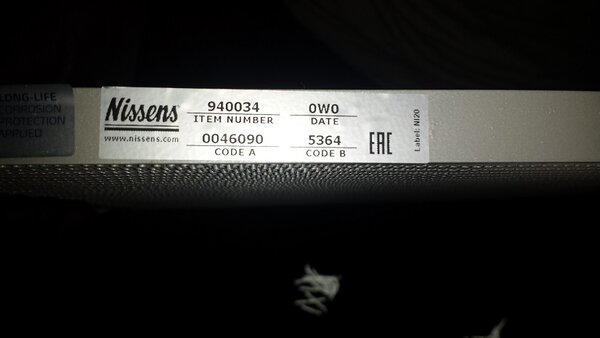 LONG-LIFE
CORROSION
PROTECTION
APPLIED
Nissens
www.nissens.com
940034
ITEM NUMBER
0W0
DATE
0046090
CODE A
5364
CODE B
EAC
Label: NI20